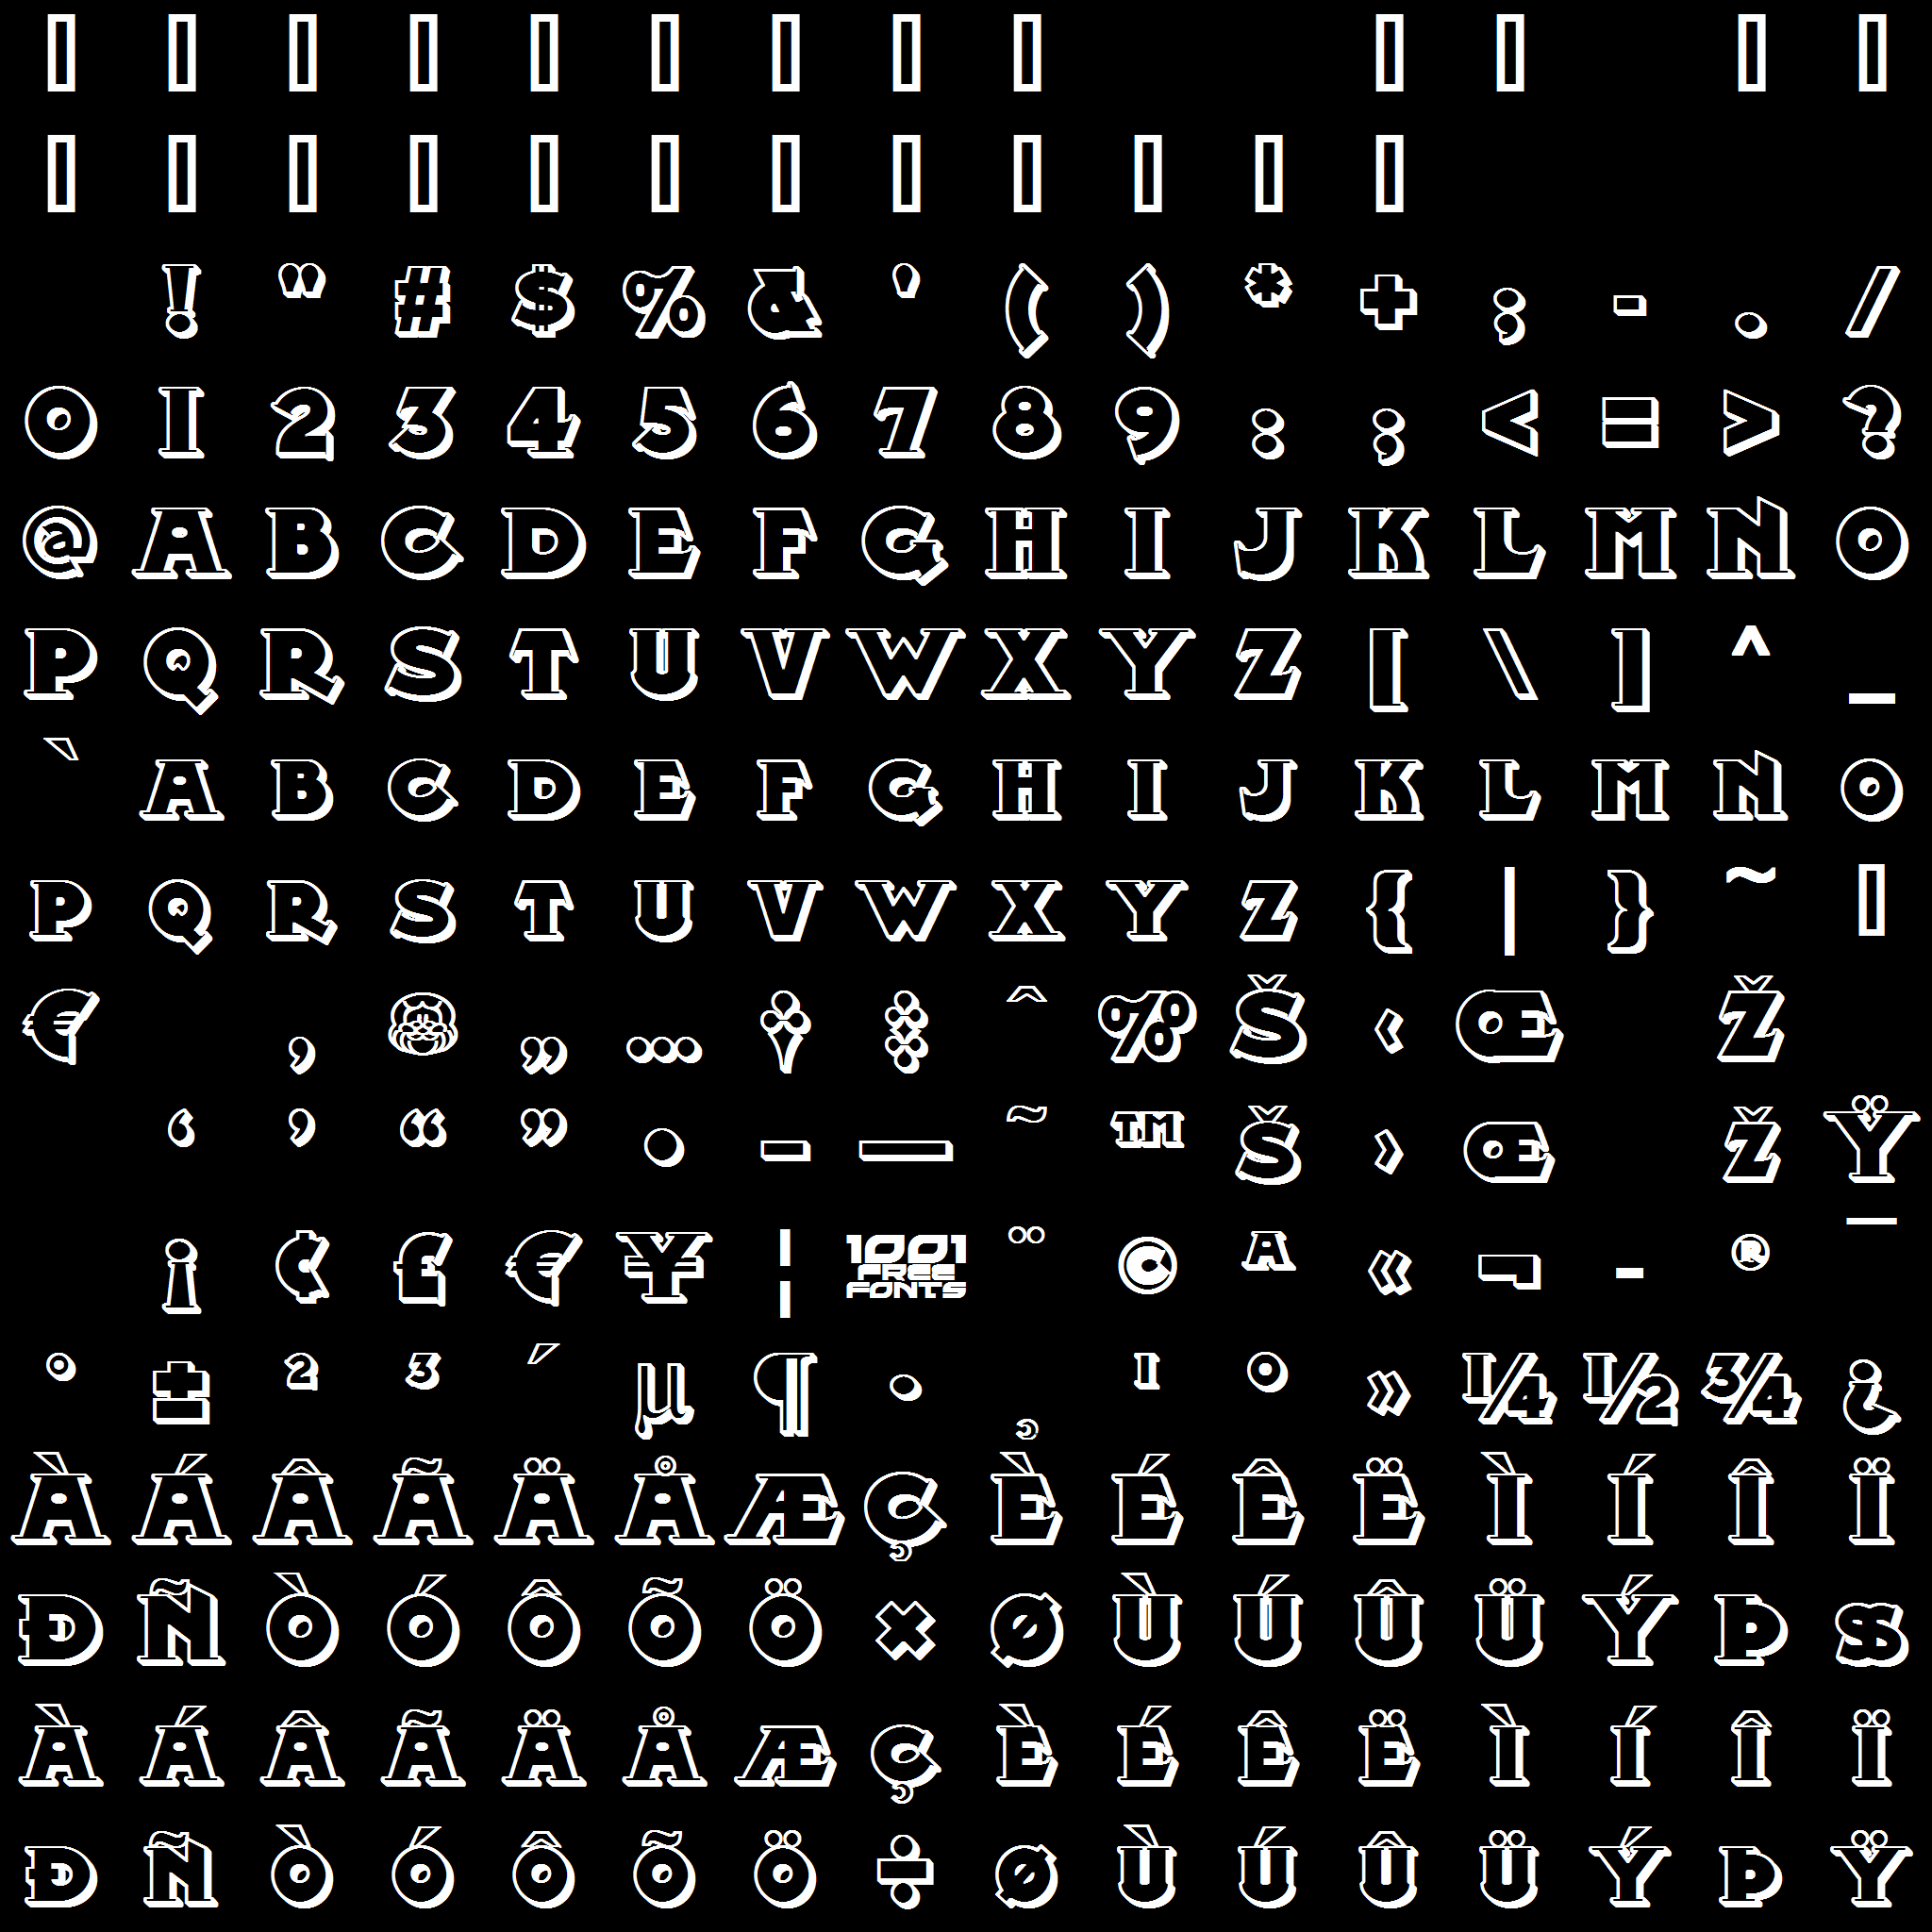 ! " # $ % & ' ( ) * + ; - . /
0 1 2 3 4 5 6 7 8 9 : ; < = > ?
@ A B C D E F G H I J K L M N O
P Q R S T U V W X Y Z [ \ ] ^ _
` A B C D E F G H I J K L M N O
P Q R S T U V W X Y Z { | } ~
€ , „ … † ‡ ˆ ‰ Š ‹ Œ Ž
‘ ’ “ ” • – — ˜ ™ Š › Œ Ž Ÿ
¡ ¢ £ € ¥ ¦ 1001 FREE FONTS ¨ © ª « ¬ - ® ¯
° ± ² ³ ´ µ ¶ · ¸ ¹ º » ¼ ½ ¾ ¿
À Á Â Ã Ä Å Æ Ç È É Ê Ë Ì Í Î Ï
Ð Ñ Ò Ó Ô Õ Ö × Ø Ù Ú Û Ü Ý Þ SS
À Á Â Ã Ä Å Æ Ç È É Ê Ë Ì Í Î Ï
Ð Ñ Ò Ó Ô Õ Ö ÷ Ø Ù Ú Û Ü Ý Þ Ÿ